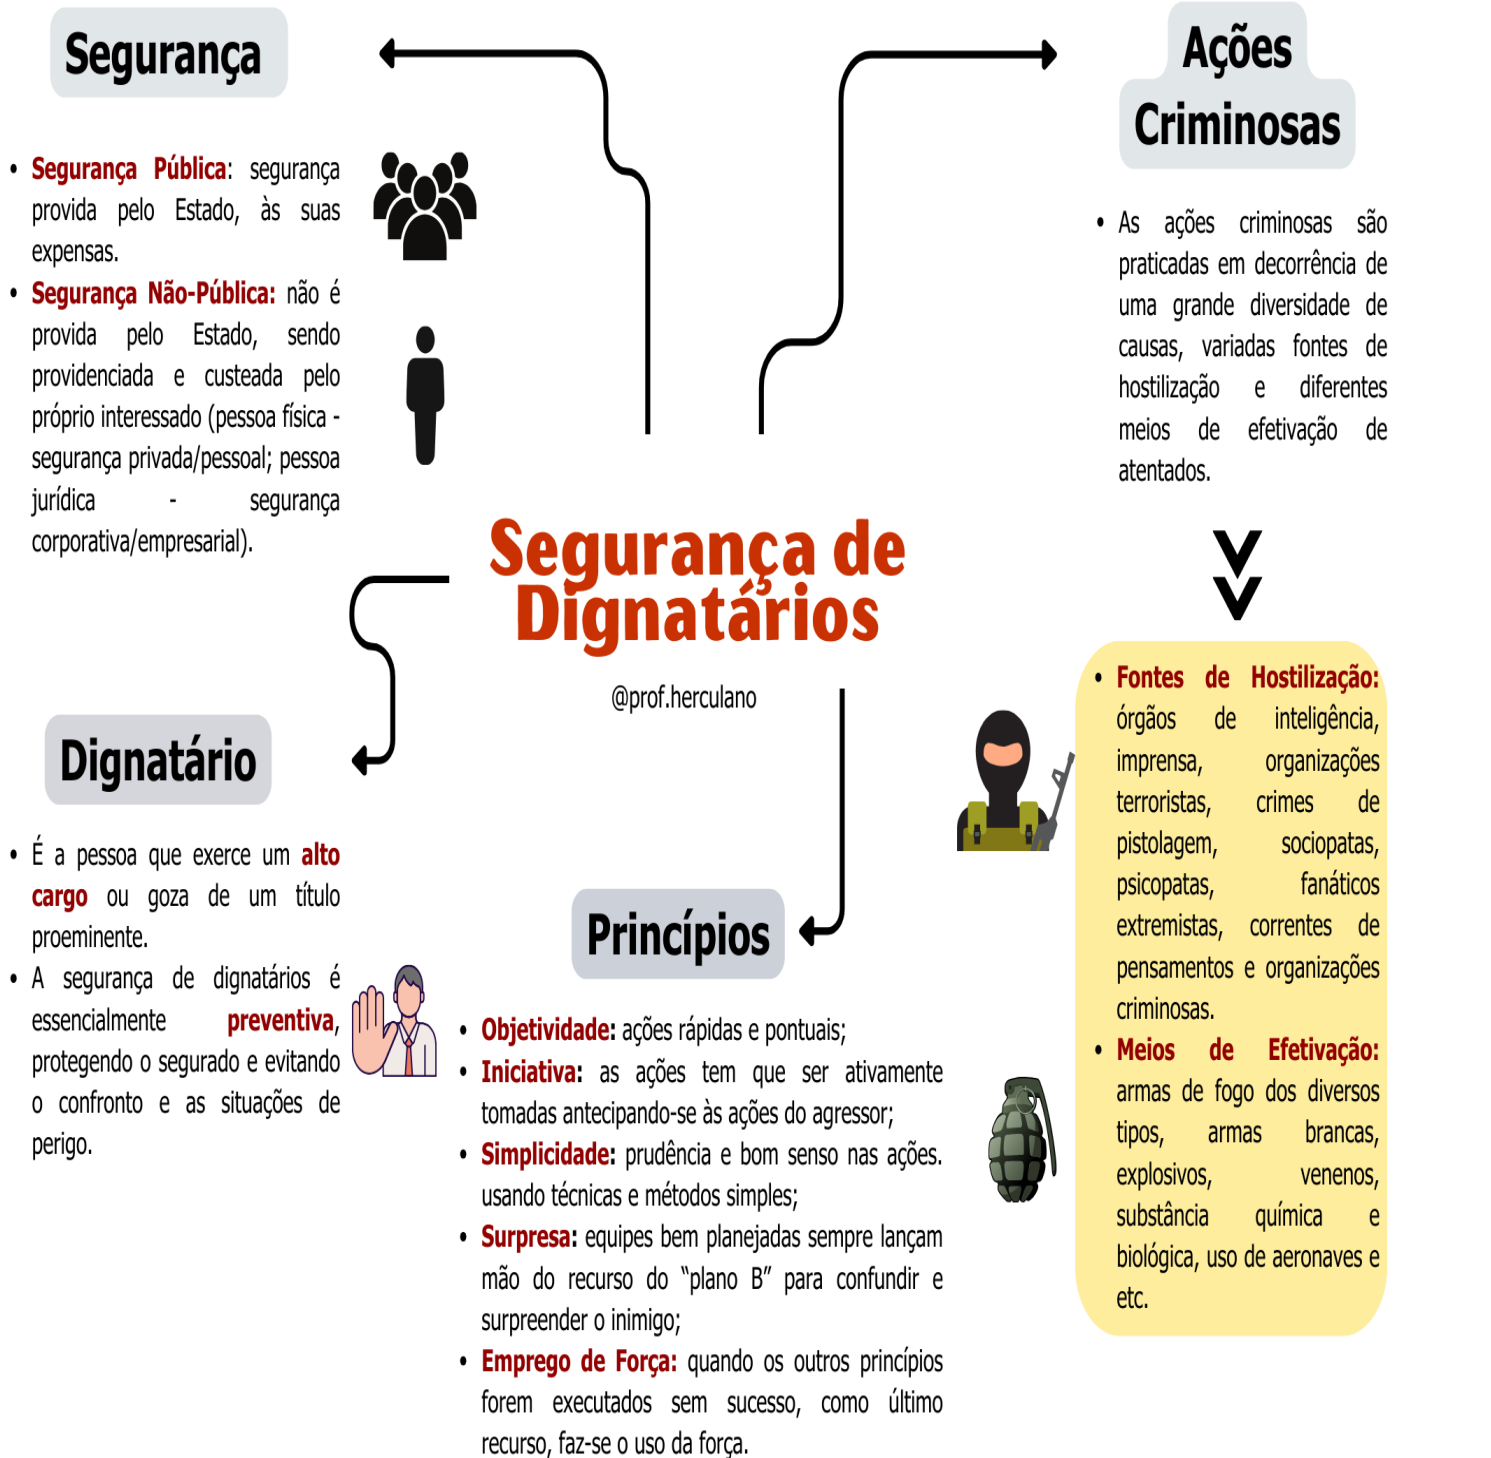 Segurança
• Segurança Pública: segurança
provida pelo Estado, às suas
expensas.
• Segurança Não-Pública: não é
provida pelo Estado, sendo
providenciada e custeada pelo
próprio interessado (pessoa física -
segurança privada/pessoal; pessoa
jurídica - segurança
corporativa/empresarial).
Ações
Criminosas
• As ações criminosas são
praticadas em decorrência de
uma grande diversidade de
causas, variadas fontes de
hostilização e diferentes
meios de efetivação de
atentados.
Segurança de
Dignatários
@prof.herculano
• Fontes de Hostilização:
órgãos de inteligência,
imprensa, organizações
terroristas, crimes de
pistolagem, sociopatas,
psicopatas, fanáticos
extremistas, correntes de
pensamentos e organizações
criminosas.
• Meios de Efetivação:
armas de fogo dos diversos
tipos, armas brancas,
explosivos, venenos,
substância química e
biológica, uso de aeronaves e
etc.
Dignatário
• É a pessoa que exerce um alto
cargo ou goza de um título
proeminente.
• A segurança de dignatários é
essencialmente preventiva,
protegendo o segurado e evitando
o confronto e as situações de
perigo.
Princípios
• Objetividade: ações rápidas e pontuais;
• Iniciativa: as ações tem que ser ativamente
tomadas antecipando-se às ações do agressor;
• Simplicidade: prudência e bom senso nas ações.
usando técnicas e métodos simples;
• Surpresa: equipes bem planejadas sempre lançam
mão do recurso do “plano B” para confundir e
surpreender o inimigo;
• Emprego de Força: quando os outros princípios
forem executados sem sucesso, como último
recurso, faz-se o uso da força.